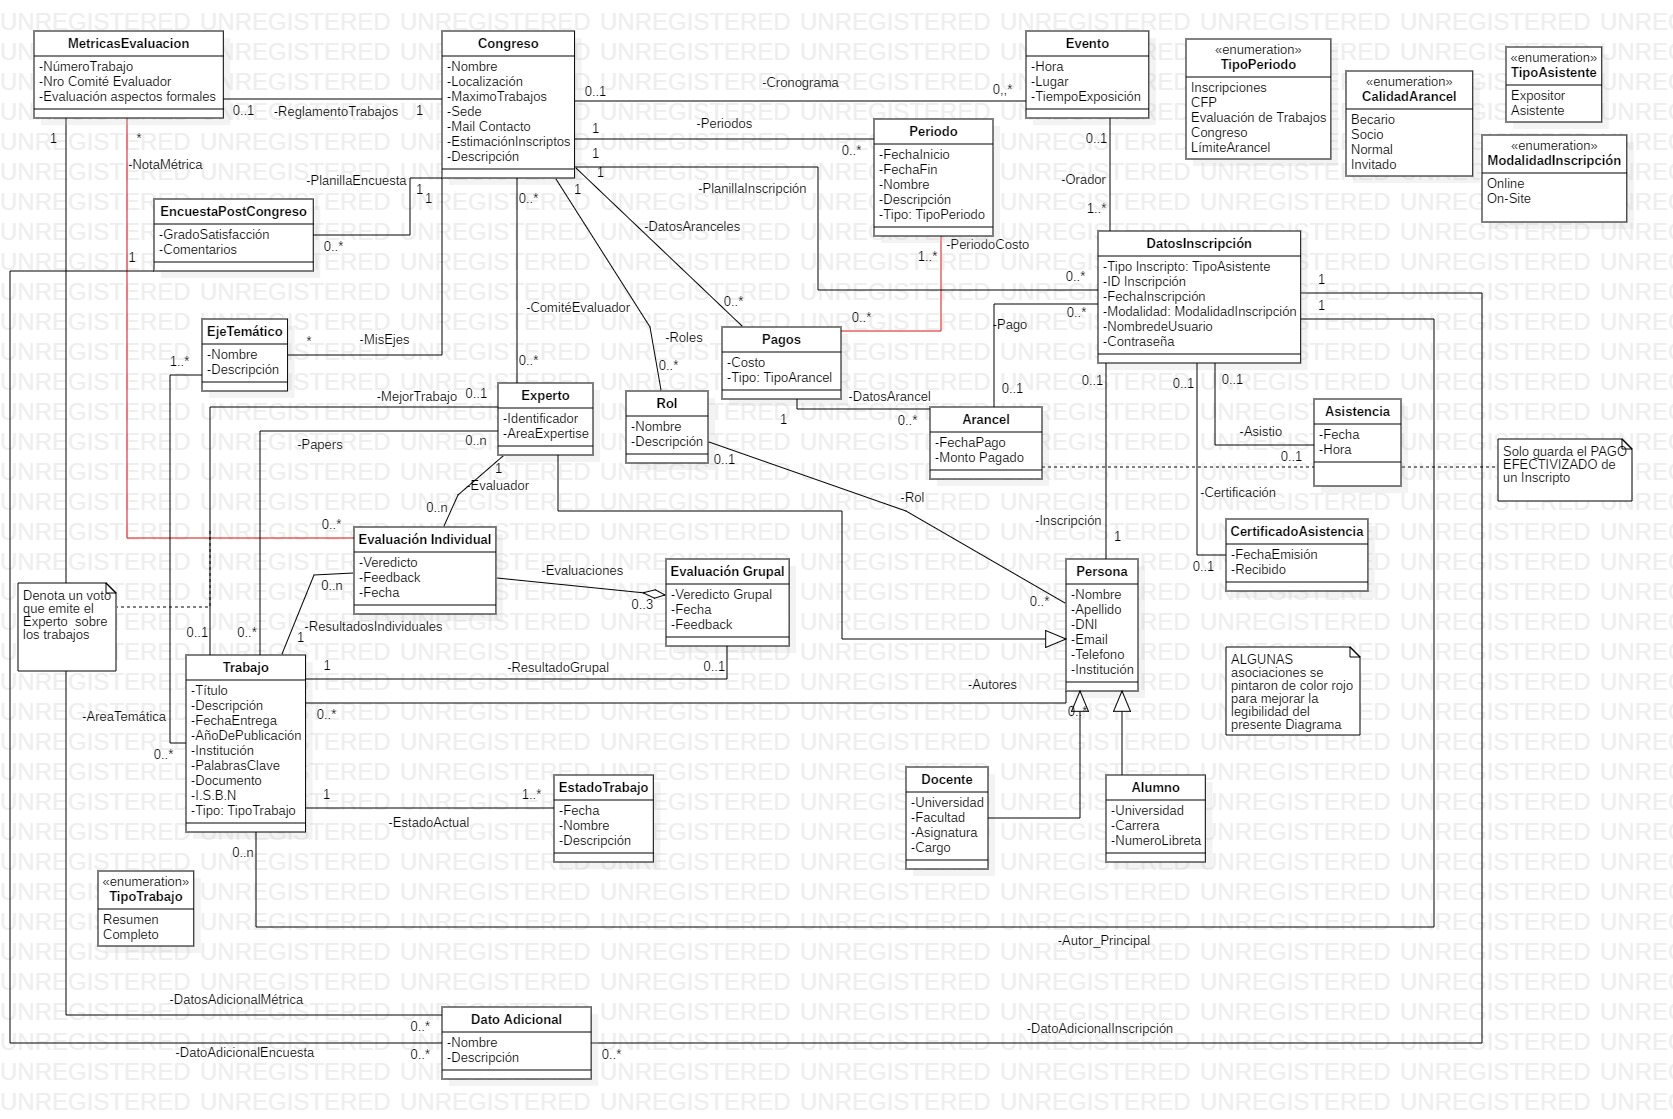 MetricasEvaluacion
-NúmeroTrabajo
-Nro Comité Evaluador
-Evaluación aspectos formales
Congreso
-Nombre
-Localización
-MaximoTrabajos
-Sede
-Mail Contacto
-EstimaciónInscriptos
-Descripción
Evento
-Hora
-Lugar
-TiempoExposición
«enumeration»
TipoPeriodo
Inscripciones
CFP
Evaluación de Trabajos
Congreso
LímiteArancel
«enumeration»
CalidadArancel
Becario
Socio
Normal
Invitado
«enumeration»
TipoAsistente
Expositor
Asistente
«enumeration»
ModalidadInscripción
Online
On-Site
0..1
-ReglamentoTrabajos
1
0..1
-Cronograma
0,,*
1
-Periodos
0..*
Periodo
-FechaInicio
-FechaFin
-Nombre
-Descripción
-Tipo: TipoPeriodo
1
-PlanillaInscripción
0..*
0..1
-Orador
1..*
1
*
-NotaMétrica
-PlanillaEncuesta
1
1
0..*
1
1
EncuestaPostCongreso
-GradoSatisfacción
-Comentarios
0..*
1
-DatosAranceles
0..*
-PeriodoCosto
1..*
0..*
DatosInscripción
-Tipo Inscripto: TipoAsistente
-ID Inscripción
-FechaInscripción
-Modalidad: ModalidadInscripción
-NombredeUsuario
-Contraseña
1
1
-ComitéEvaluador
0..*
-Roles
0..*
EjeTemático
-Nombre
-Descripción
*
-MisEjes
1..*
Pagos
-Costo
-Tipo: TipoArancel
0..*
-Pago
0..1
-DatosArancel
1
0..*
Arancel
-FechaPago
-Monto Pagado
0..1
0..1
0..1
Asistencia
-Fecha
-Hora
-Asistio
0..1
Solo guarda el PAGO
EFECTIVIZADO de
un Inscripto
-MejorTrabajo
0..1
-Papers
0..n
Experto
-Identificador
-AreaExpertise
Rol
-Nombre
-Descripción
0..1
-Rol
0..*
1
-Evaluador
0..n
-Certificación
0..1
CertificadoAsistencia
-FechaEmisión
-Recibido
-Inscripción
1
0..*
Evaluación Individual
-Veredicto
-Feedback
-Fecha
0..n
-ResultadosIndividuales
1
-Evaluaciones
0..3
Evaluación Grupal
-Veredicto Grupal
-Fecha
-Feedback
Persona
-Nombre
-Apellido
-DNI
-Email
-Telefono
-Institución
Denota un voto
que emite el
Experto  sobre
los trabajos
0..1
0..*
1
-ResultadoGrupal
0..1
0..*
-Autores
0..*
ALGUNAS
asociaciones se
pintaron de color rojo
para mejorar la
legibilidad del
presente Diagrama
Trabajo
-Título
-Descripción
-FechaEntrega
-AñoDePublicación
-Institución
-PalabrasClave
-Documento
-I.S.B.N
-Tipo: TipoTrabajo
-AreaTemática
0..*
1
-EstadoActual
1..*
EstadoTrabajo
-Fecha
-Nombre
-Descripción
Docente
-Universidad
-Facultad
-Asignatura
-Cargo
Alumno
-Universidad
-Carrera
-NumeroLibreta
0..n
-Autor_Principal
«enumeration»
TipoTrabajo
Resumen
Completo
-DatosAdicionalMétrica
0..*
-DatoAdicionalEncuesta
0..*
Dato Adicional
-Nombre
-Descripción
0..*
-DatoAdicionalInscripción
UNREGISTERED